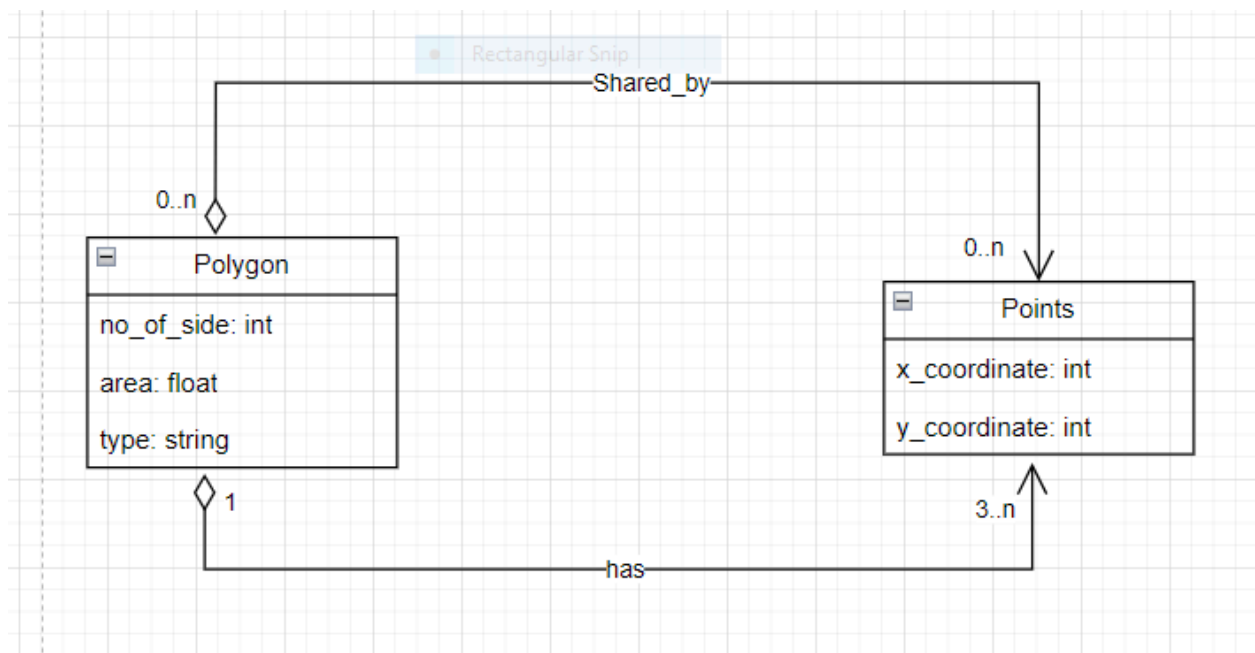 Rectangular Snip
Shared_by
0..n
Polygon
no_of_side: int
area: float
type: string
0..n
Points
x_coordinate: int
y_coordinate: int
1
3..n
has